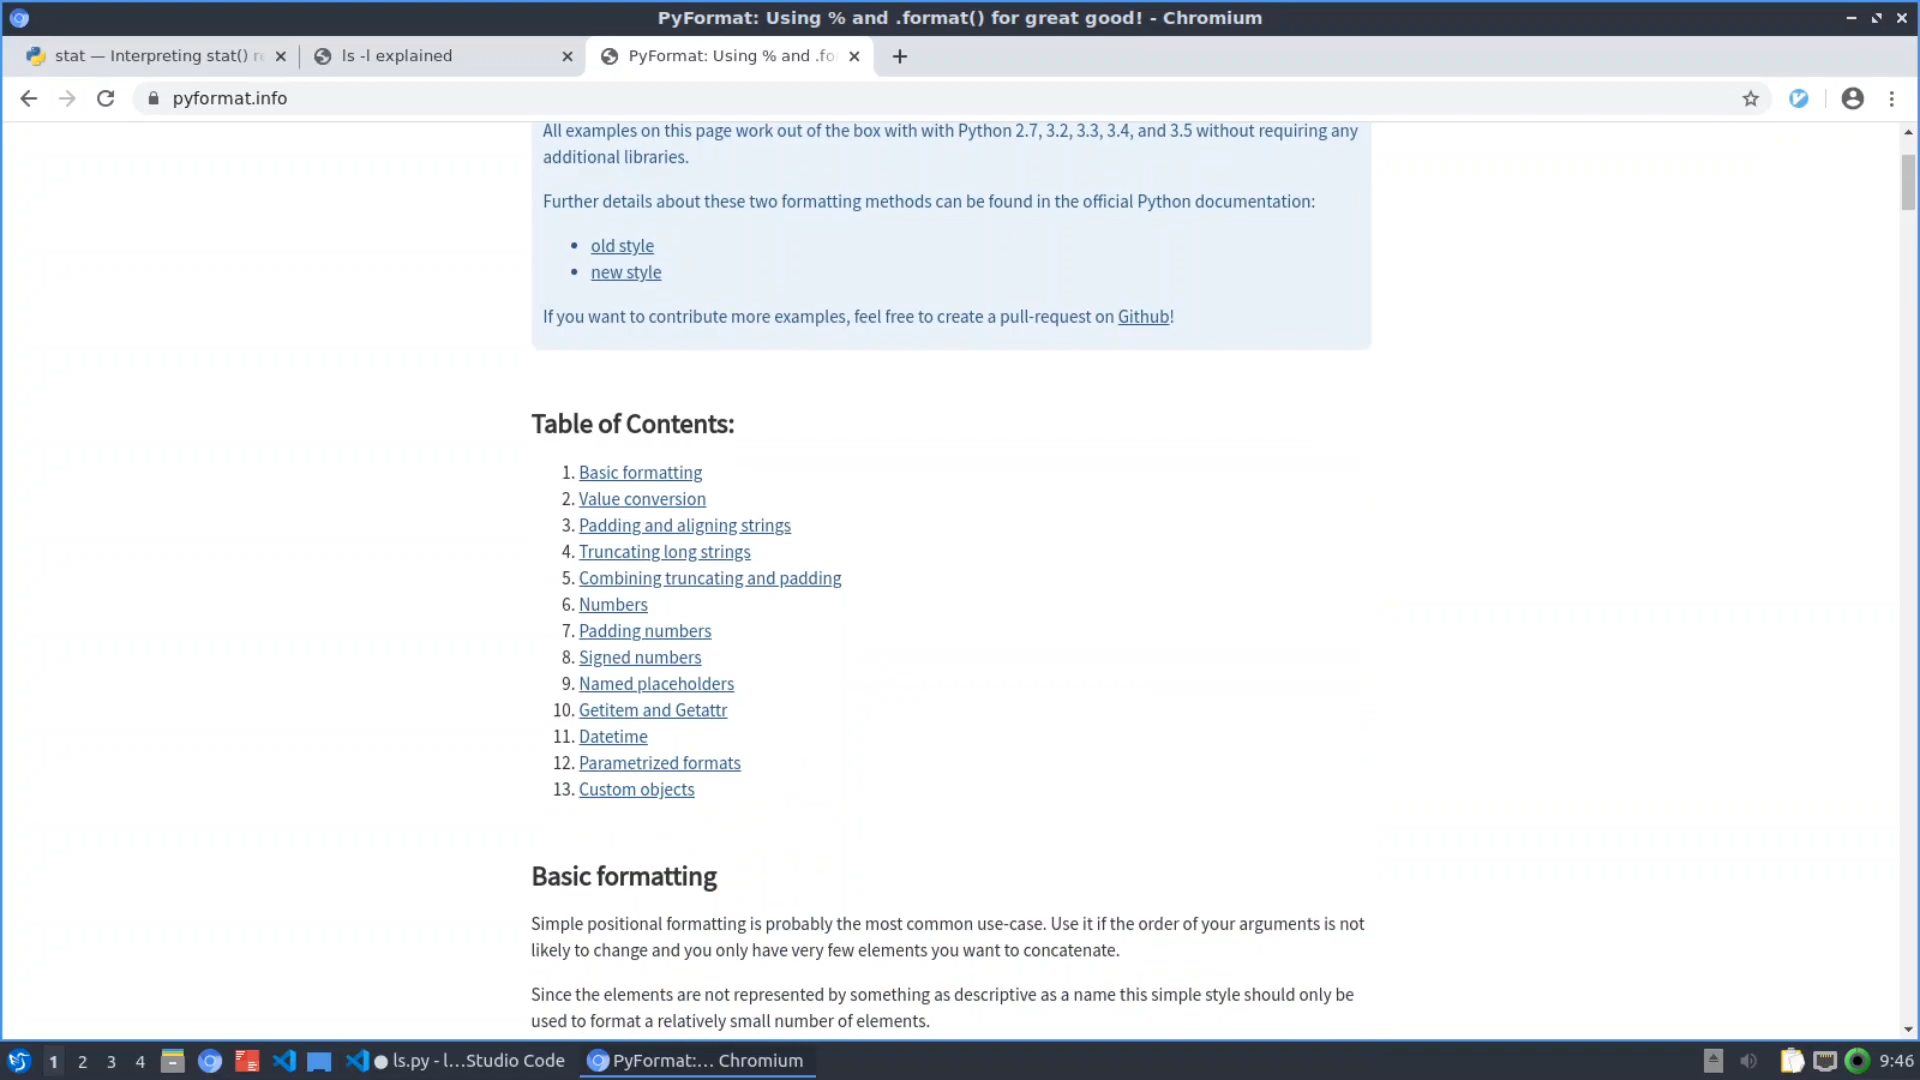 PyFormat: Using % and .format() for great good! - Chromium
stat — Interpreting stat() re
ls -l explained
PyFormat: Using % and .fo
pyformat.info
All examples on this page work out of the box with with Python 2.7, 3.2, 3.3, 3.4, and 3.5 without requiring any
additional libraries.
Further details about these two formatting methods can be found in the official Python documentation:
• old style
• new style
If you want to contribute more examples, feel free to create a pull-request on Github!
Table of Contents:
1. Basic formatting
2. Value conversion
3. Padding and aligning strings
4. Truncating long strings
5. Combining truncating and padding
6. Numbers
7. Padding numbers
8. Signed numbers
9. Named placeholders
10. Getitem and Getattr
11. Datetime
12. Parametrized formats
13. Custom objects
Basic formatting
Simple positional formatting is probably the most common use-case. Use it if the order of your arguments is not
likely to change and you only have very few elements you want to concatenate.
Since the elements are not represented by something as descriptive as a name this simple style should only be
used to format a relatively small number of elements.
1 2 3 4 ls.py - l...Studio Code PyFormat:... Chromium 9:46